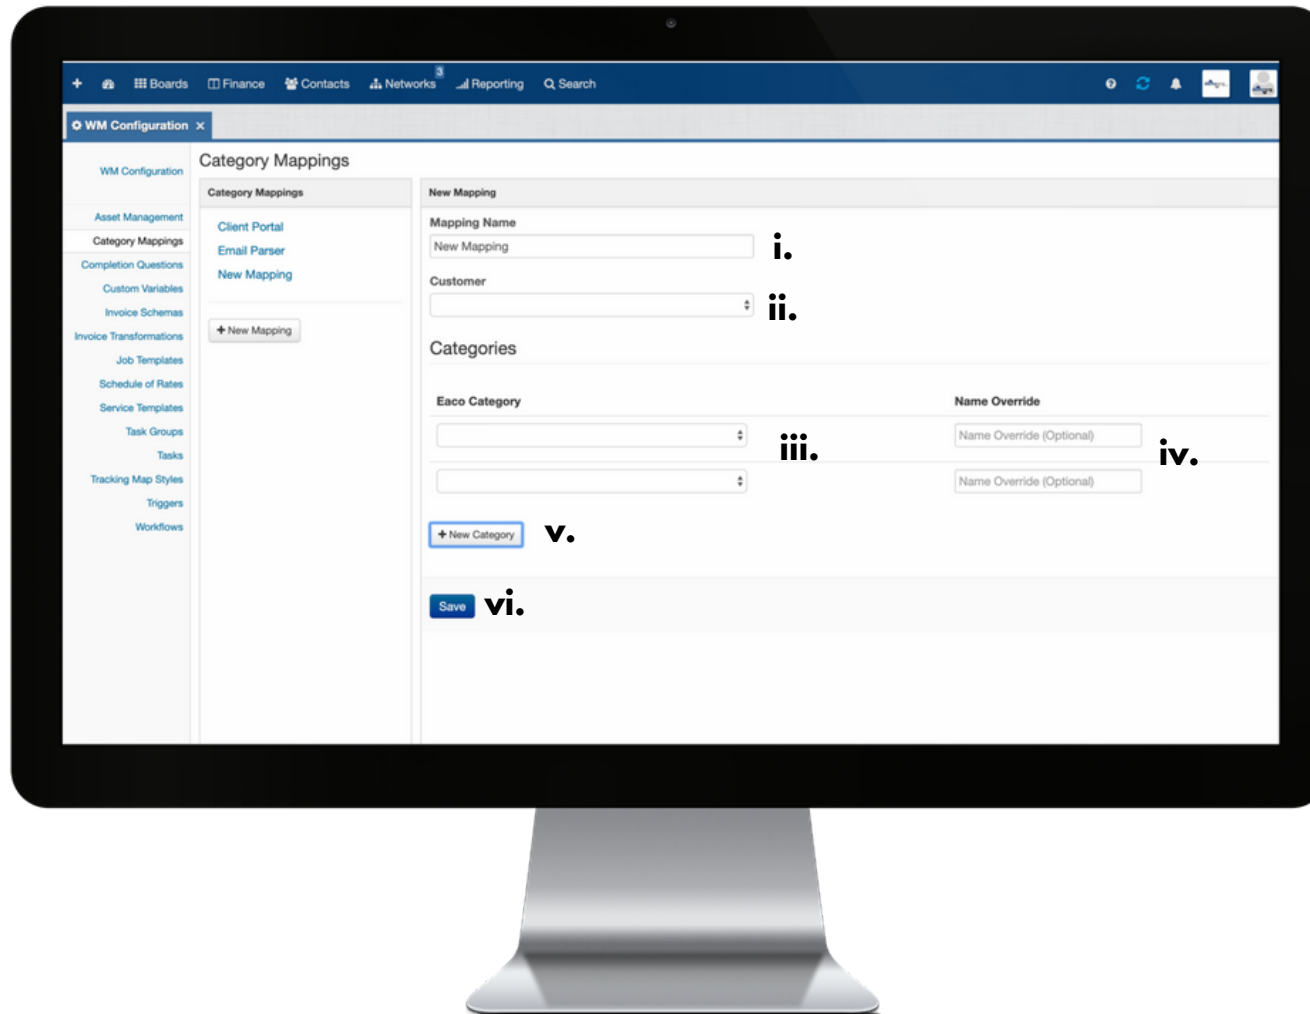 Boards Finance Contacts Networks 3 Reporting Search
WM Configuration ×
WM Configuration
Asset Management
Category Mappings
Completion Questions
Custom Variables
Invoice Schemas
Invoice Transformations
Job Templates
Schedule of Rates
Service Templates
Task Groups
Tasks
Tracking Map Styles
Triggers
Workflows
Category Mappings
Category Mappings
Client Portal
Email Parser
New Mapping
+ New Mapping
New Mapping
Mapping Name
New Mapping i.
Customer
ii.
Categories
Eaco Category Name Override
iii. Name Override (Optional) iv.
Name Override (Optional)
+ New Category v.
Save vi.